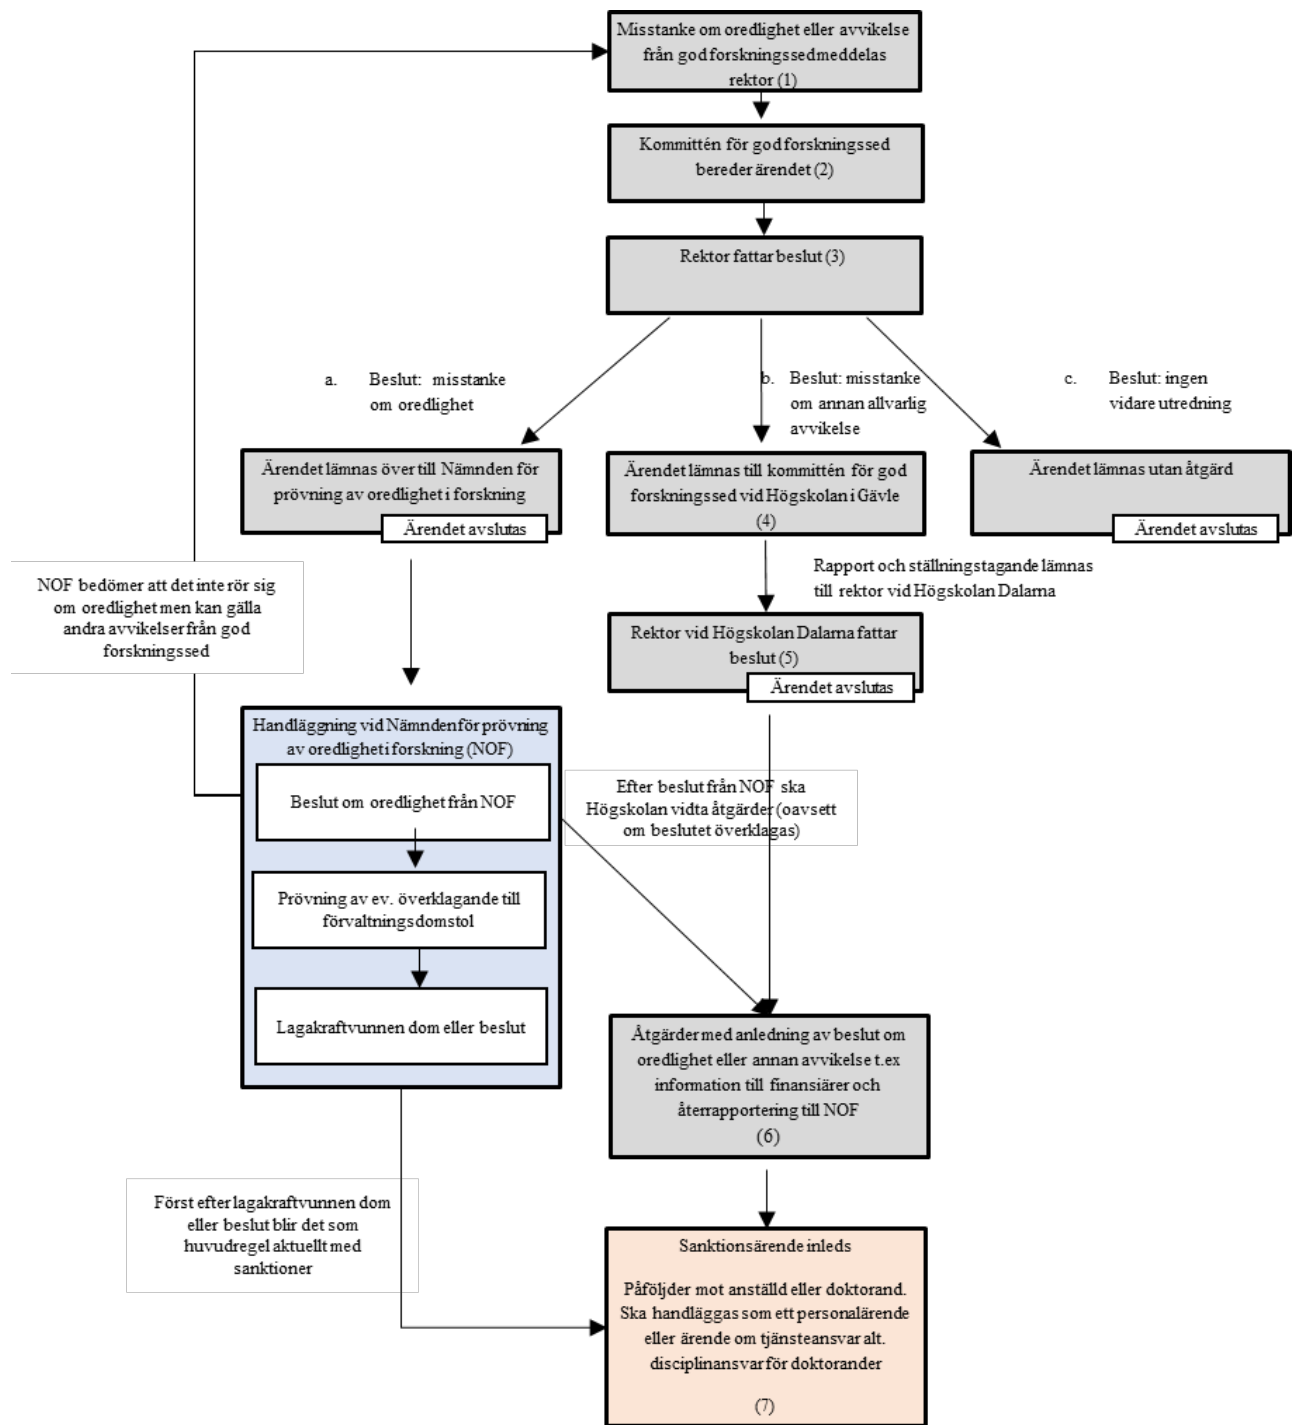 Misstanke om oredlighet eller avvikelse
från god forskningssed meddelas
rektor (1)
Kommittén för god forskningssed
bereder ärendet (2)
Rektor fattar beslut (3)
a. Beslut: misstanke
om oredlighet
b. Beslut: misstanke
om annan allvarlig
avvikelse
c. Beslut: ingen
vidare utredning
Ärendet lämnas över till Nämnden för
prövning av oredlighet i forskning
Ärendet avslutas
Ärendet lämnas till kommittén för god
forskningssed vid Högskolan i Gävle
(4)
Ärendet lämnas utan åtgärd
Ärendet avslutas
Rapport och ställningstagande lämnas
till rektor vid Högskolan Dalarna
NOF bedömer att det inte rör sig
om oredlighet men kan gälla
andra avvikelser från god
forskningssed
Rektor vid Högskolan Dalarna fattar
beslut (5)
Ärendet avslutas
Handläggning vid Nämnden för prövning
av oredlighet i forskning (NOF)
Beslut om oredlighet från NOF
Efter beslut från NOF ska
Högskolan vidta åtgärder (oavsett
om beslutet överklagas)
Prövning av ev. överklagande till
förvaltningsdomstol
Lagakraftvunnen dom eller beslut
Åtgärder med anledning av beslut om
oredlighet eller annan avvikelse t.ex
information till finansiärer och
återrapportering till NOF
(6)
Först efter lagakraftvunnen dom
eller beslut blir det som
huvudregel aktuellt med
sanktioner
Sanktionsärende inleds
Påföljder mot anställd eller doktorand.
Ska handläggas som ett personalärende
eller ärende om tjänsteansvar alt.
disciplinansvar för doktorander
(7)